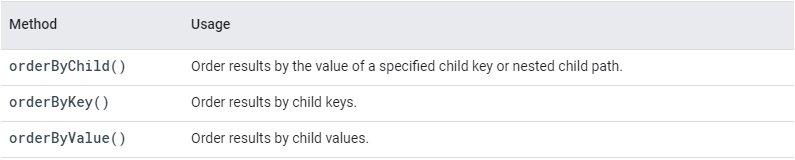 Method Usage
orderByChild() Order results by the value of a specified child key or nested child path.
orderByKey() Order results by child keys.
orderByValue() Order results by child values.